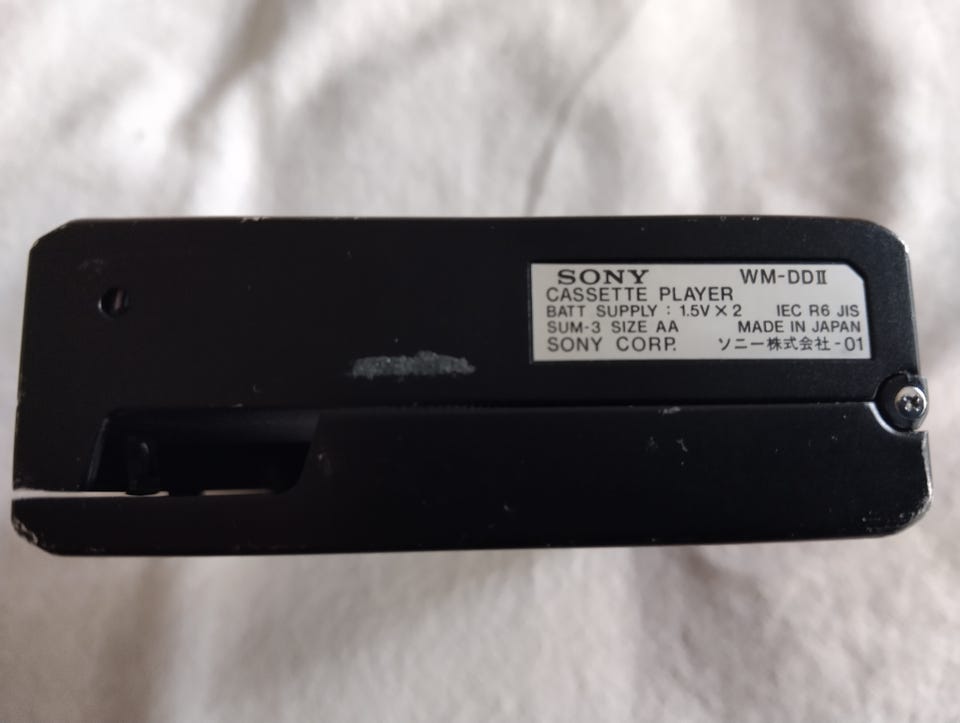 SONY WM-DDⅡ
CASSETTE PLAYER
BATT SUPPLY : 1.5V×2 IEC R6 JIS
SUM-3 SIZE AA MADE IN JAPAN
SONY CORP. ソニー株式会社-01